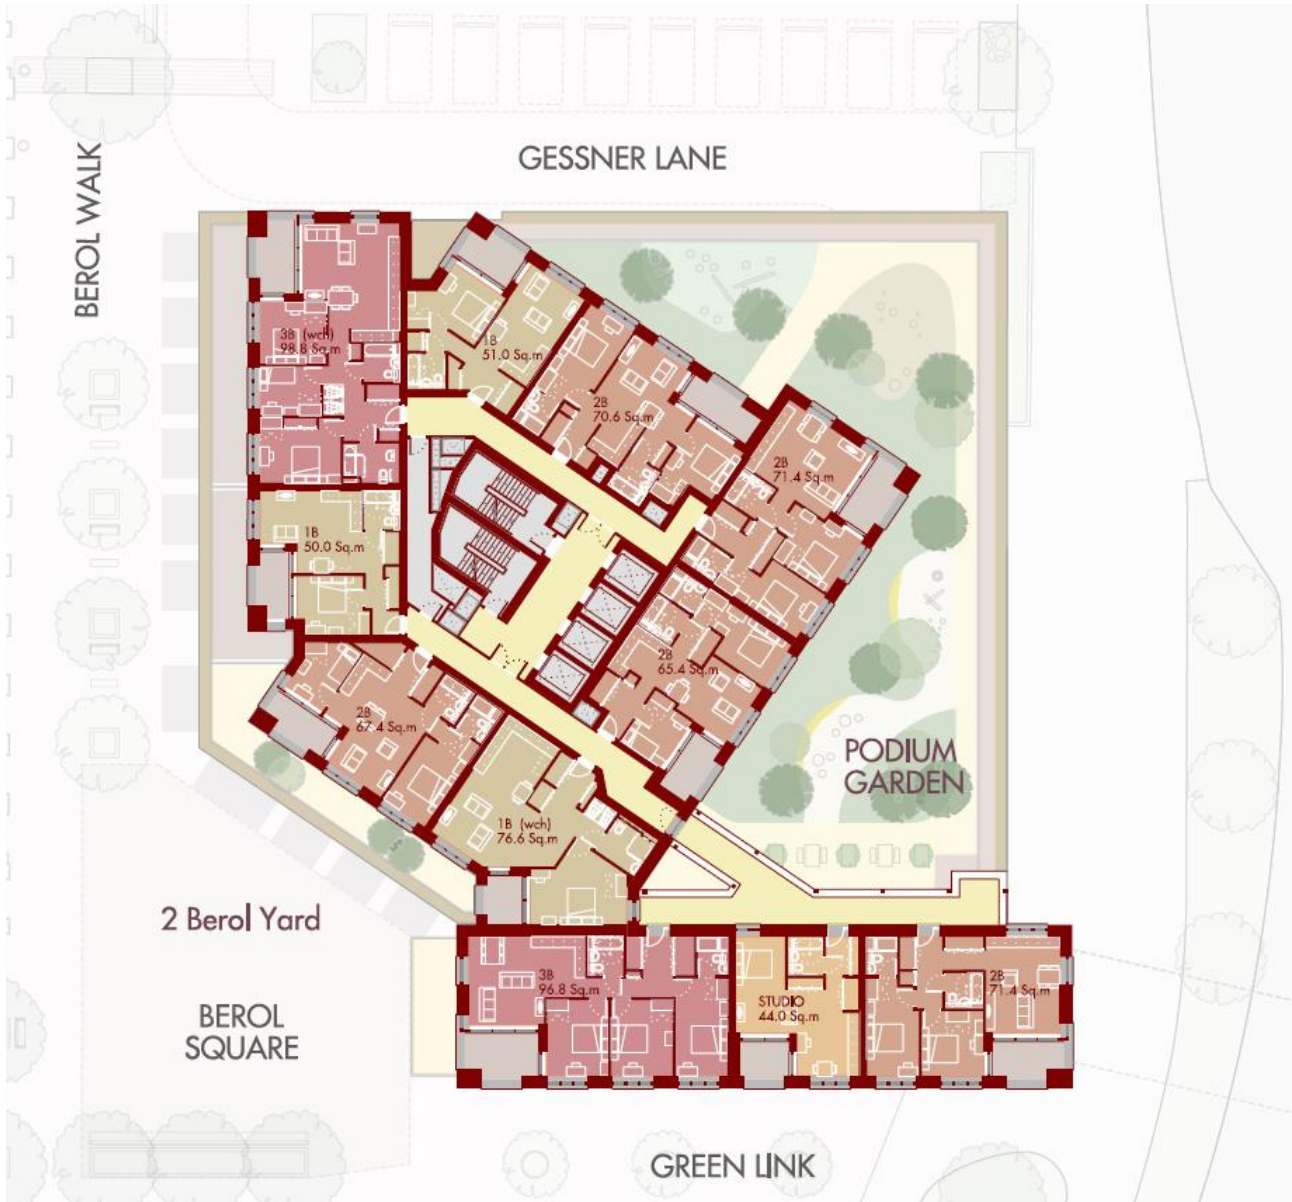 GESSNER LANE
BEROL WALK
3B (wch)
98.8 Sq.m
1B
51.0 Sq.m
2B
70.6 Sq.m
2B
71.4 Sq.m
1B
50.0 Sq.m
2B
65.4 Sq.m
2B
67.4 Sq.m
1B (wch)
76.6 Sq.m
PODIUM
GARDEN
2 Berol Yard
3B
96.8 Sq.m
STUDIO
44.0 Sq.m
2B
71.4 Sq.m
BEROL
SQUARE
GREEN LINK